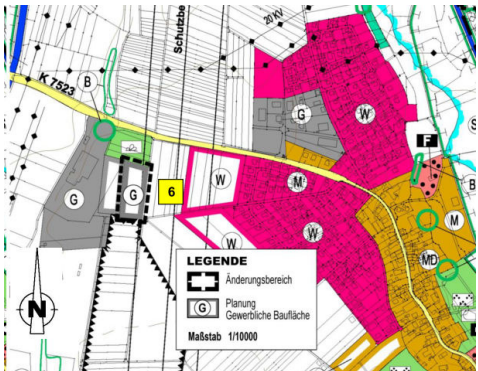 20 KV
Schutzbe
K 7523
B
G
W
F
S
G
G
6
W
M
B
M
W
W
MD
N
LEGENDE
Änderungsbereich
G
Planung
Gewerbliche Baufläche
Maßstab 1/10000